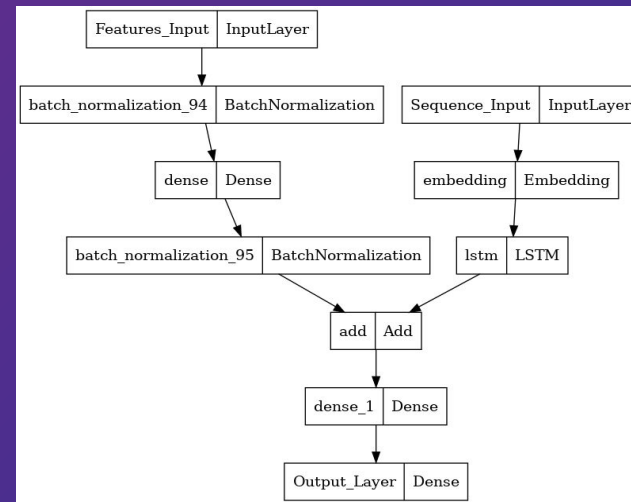 Features_Input InputLayer
batch_normalization_94 BatchNormalization
Sequence_Input InputLayer
dense Dense
embedding Embedding
batch_normalization_95 BatchNormalization
lstm LSTM
add Add
dense_1 Dense
Output_Layer Dense